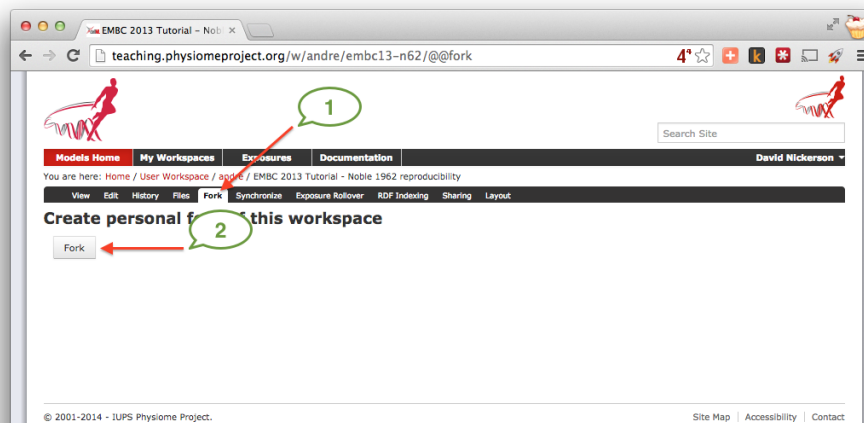 EMBC 2013 Tutorial – Nob
teaching.physiomeproject.org/w/andre/embc13-n62/@@fork
4⁴
k
1
Search Site
Models Home My Workspaces Exposures Documentation David Nickerson
You are here: Home / User Workspace / andre / EMBC 2013 Tutorial - Noble 1962 reproducibility
View Edit History Files Fork Synchronize Exposure Rollover RDF Indexing Sharing Layout
Create personal f of this workspace
2
Fork
© 2001-2014 - IUPS Physiome Project.
Site Map | Accessibility | Contact